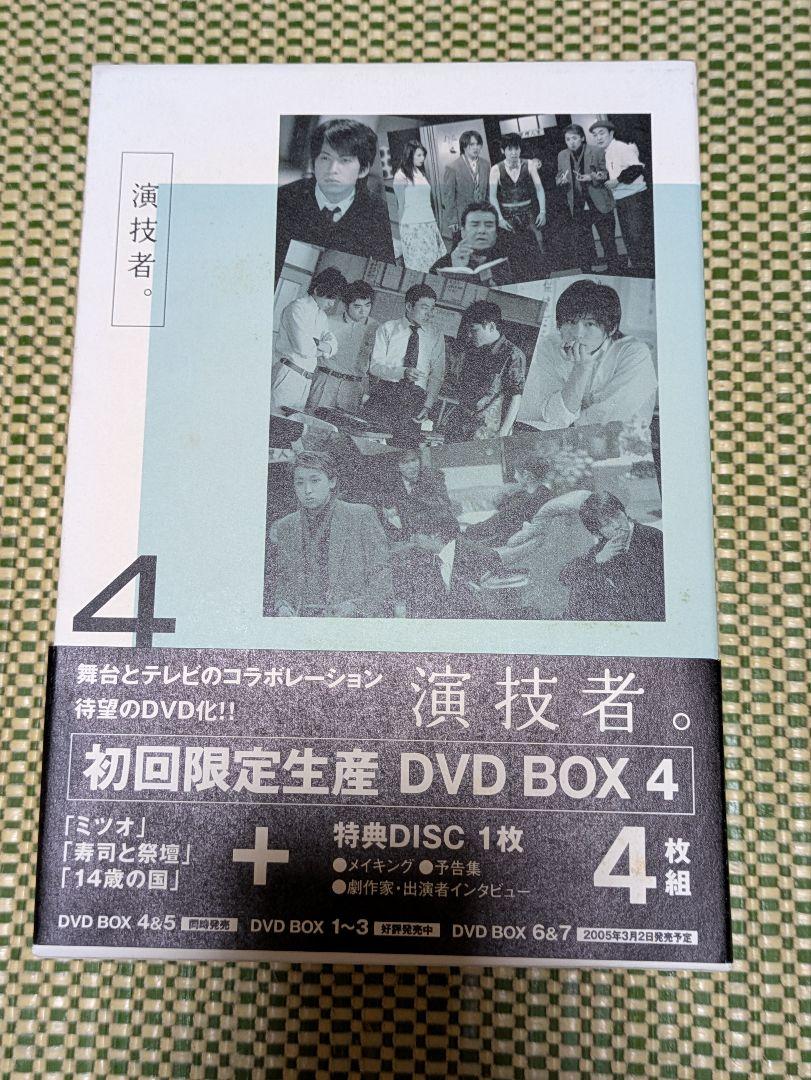 演技者。
4
舞台とテレビのコラボレーション
待望のDVD化!!
演技者。
初回限定生産 DVD BOX 4
「ミツオ」
「寿司と祭壇」
「14歳の国」
+
特典DISC 1枚
●メイキング ●予告集
●劇作家・出演者インタビュー
4枚組
DVD BOX 4&5 同時発売 DVD BOX 1〜3 好評発売中 DVD BOX 6&7 2005年3月2日発売予定